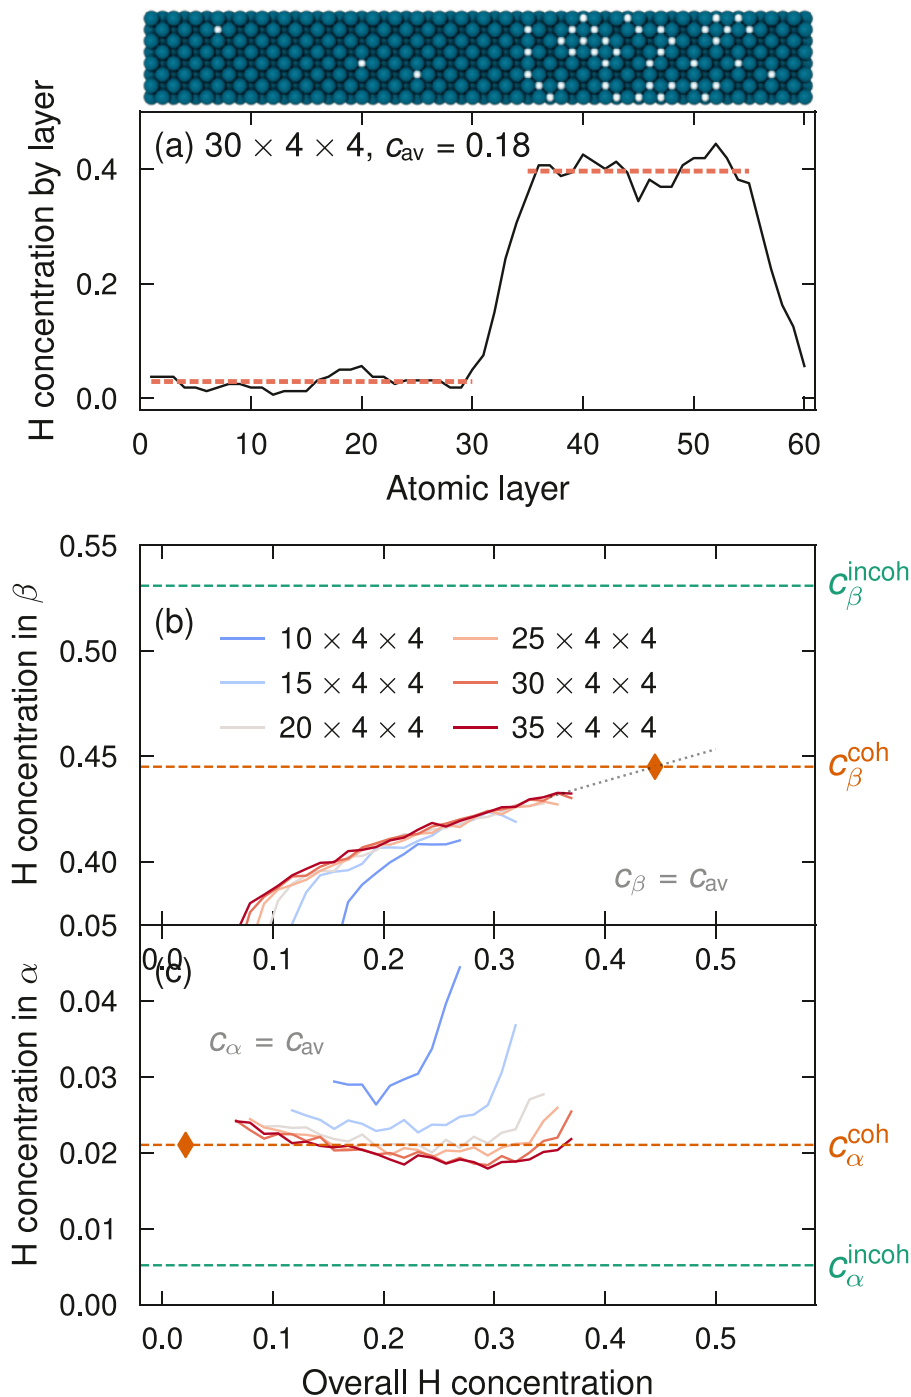 (a) 30 × 4 × 4, c_av = 0.18
H concentration by layer
0.4
0.2
0.0
0 10 20 30 40 50 60
Atomic layer
H concentration in β
0.55
0.50
0.45
0.40
0.05
(b)
10 × 4 × 4 25 × 4 × 4
15 × 4 × 4 30 × 4 × 4
20 × 4 × 4 35 × 4 × 4
c_β^incoh
c_β^coh
c_β = c_av
0.0 0.1 0.2 0.3 0.4 0.5
(c)
H concentration in α
0.04
0.03
0.02
0.01
0.00
c_α = c_av
c_α^coh
c_α^incoh
0.0 0.1 0.2 0.3 0.4 0.5
Overall H concentration